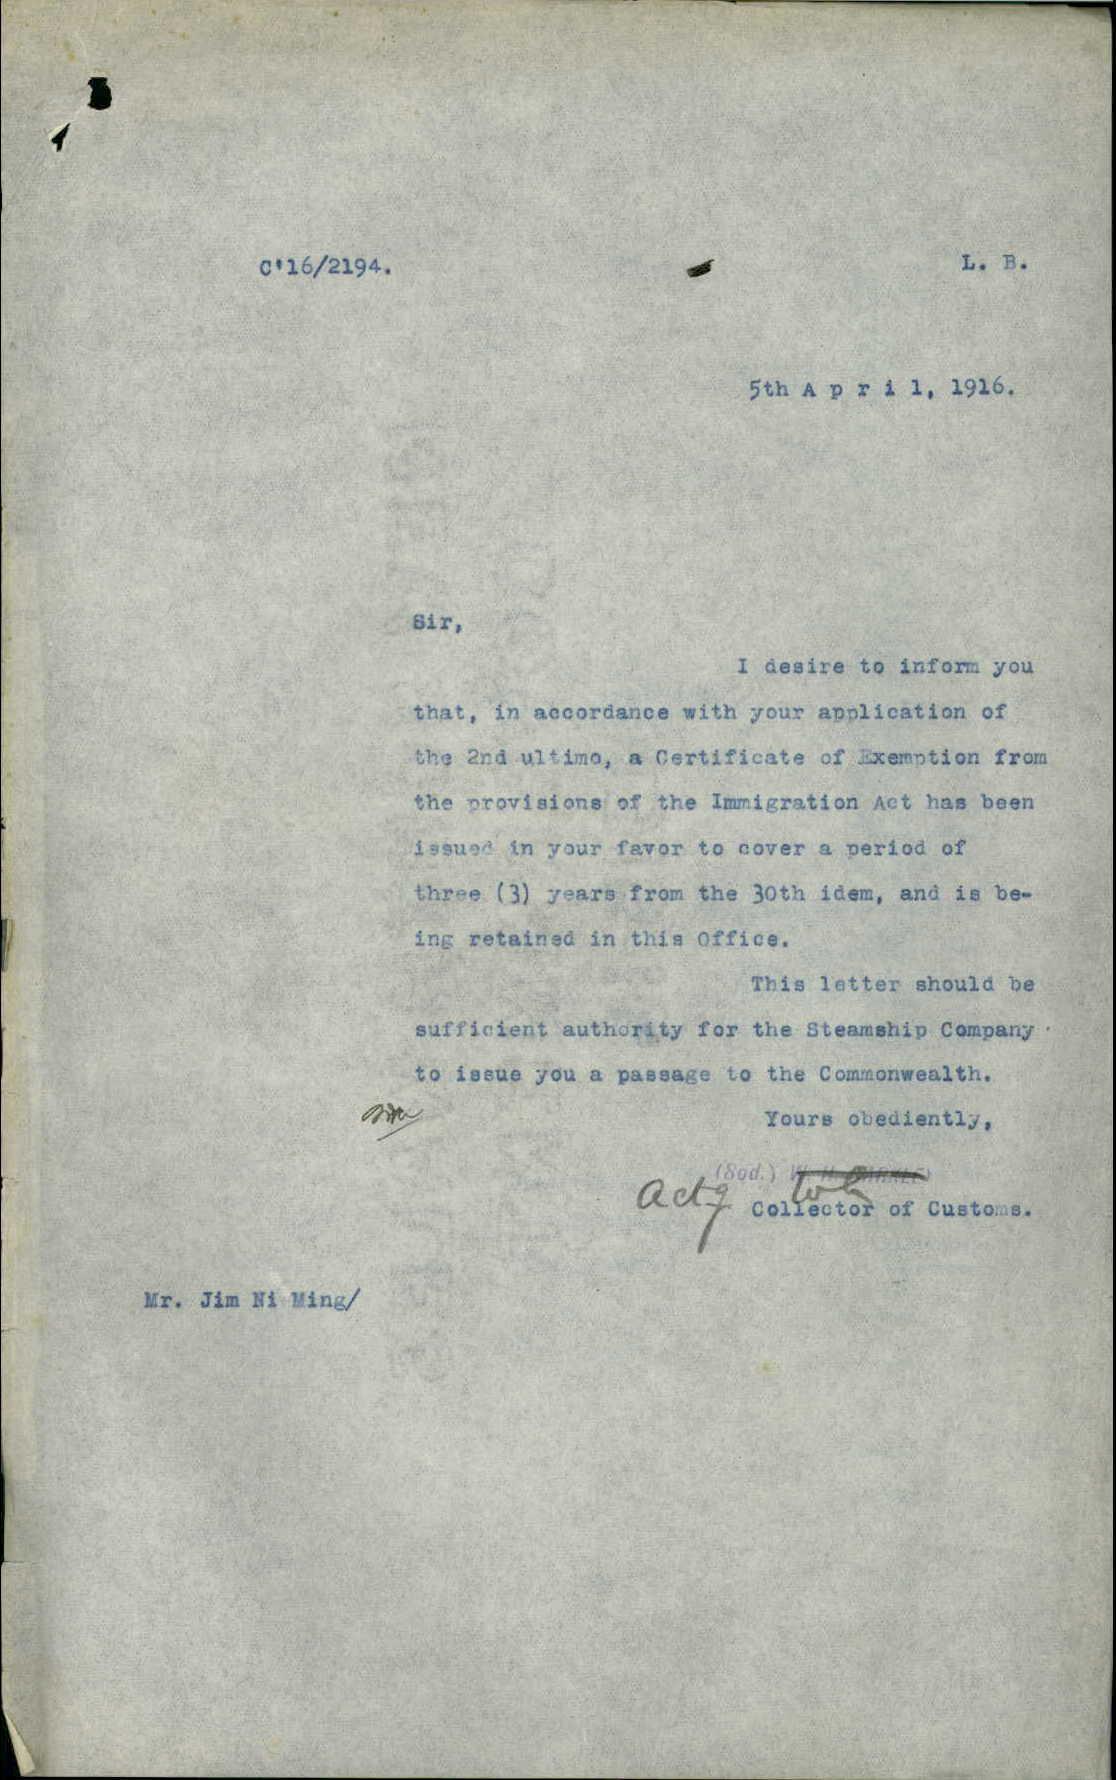 C'16/2194.
L. B.
5th A p r i l, 1916.
Sir,
I desire to inform you
that, in accordance with your application of
the 2nd ultimo, a Certificate of Exemption from
the provisions of the Immigration Act has been
issued in your favor to cover a period of
three (3) years from the 30th idem, and is be-
ing retained in this Office.
This letter should be
sufficient authority for the Steamship Company
to issue you a passage to the Commonwealth.
Yours obediently,
(Sgd.) W. H.
Actg Collector of Customs.
Mr. Jim Ni Ming/